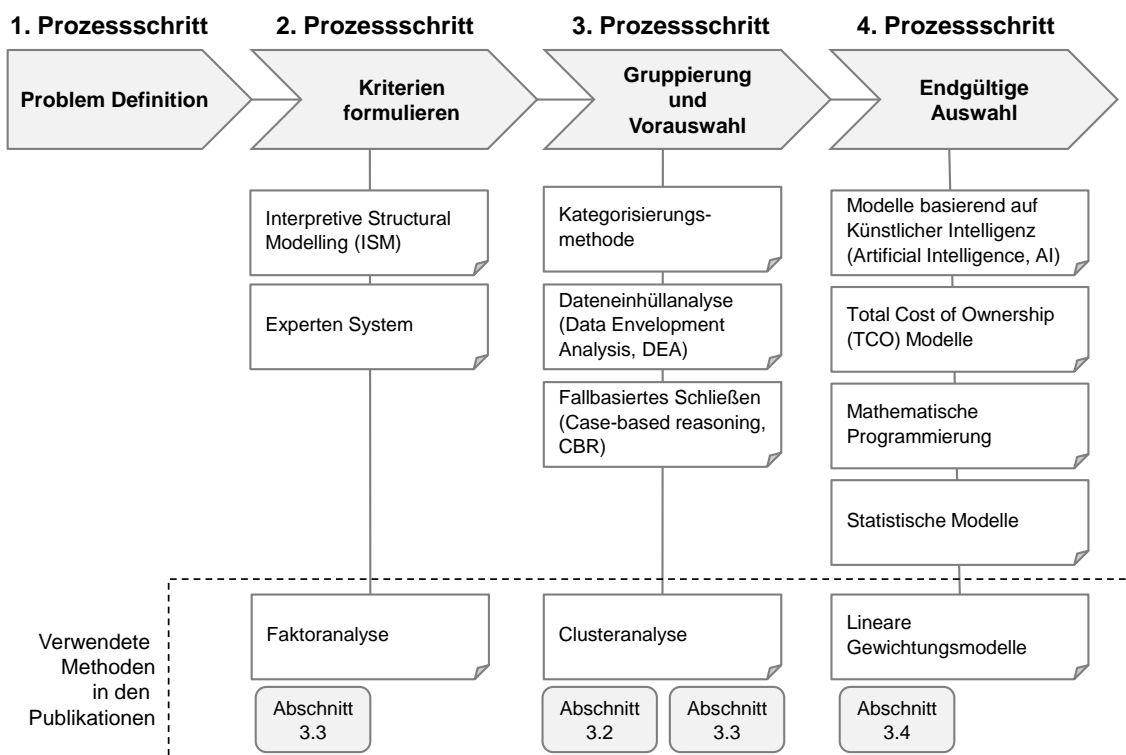 1. Prozessschritt
2. Prozessschritt
3. Prozessschritt
4. Prozessschritt
Problem Definition
Kriterien
formulieren
Gruppierung
und
Vorauswahl
Endgültige
Auswahl
Interpretive Structural
Modelling (ISM)
Experten System
Kategorisierungs-
methode
Dateneinhüllanalyse
(Data Envelopment
Analysis, DEA)
Fallbasiertes Schließen
(Case-based reasoning,
CBR)
Modelle basierend auf
Künstlicher Intelligenz
(Artificial Intelligence, AI)
Total Cost of Ownership
(TCO) Modelle
Mathematische
Programmierung
Statistische Modelle
Verwendete
Methoden
in den
Publikationen
Faktoranalyse
Clusteranalyse
Lineare
Gewichtungsmodelle
Abschnitt
3.3
Abschnitt
3.2
Abschnitt
3.3
Abschnitt
3.4